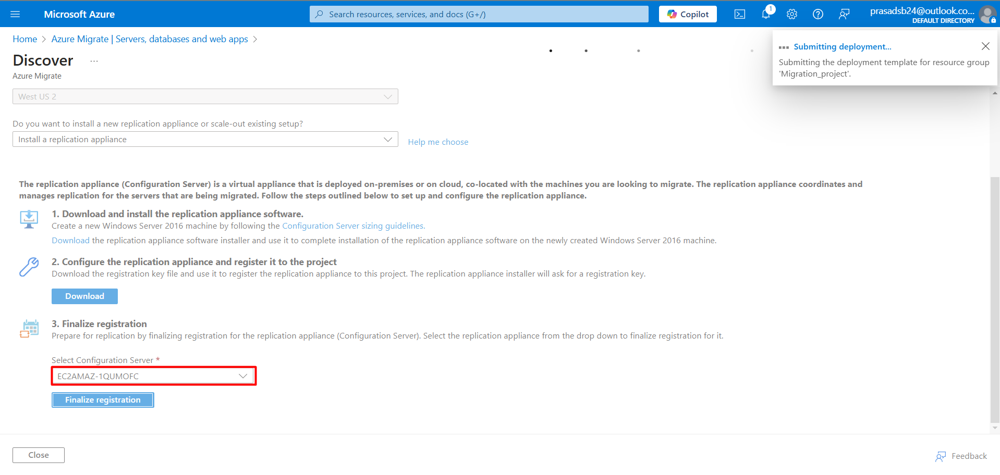 Microsoft Azure
Search resources, services, and docs (G+/)
Copilot
1
prasadsb24@outlook.co...
DEFAULT DIRECTORY
Home > Azure Migrate | Servers, databases and web apps >
Discover ...
Azure Migrate
Submitting deployment...
Submitting the deployment template for resource group
'Migration_project'.
West US 2
Do you want to install a new replication appliance or scale-out existing setup?
Install a replication appliance
Help me choose
The replication appliance (Configuration Server) is a virtual appliance that is deployed on-premises or on cloud, co-located with the machines you are looking to migrate. The replication appliance coordinates and
manages replication for the servers that are being migrated. Follow the steps outlined below to set up and configure the replication appliance.
1. Download and install the replication appliance software.
Create a new Windows Server 2016 machine by following the Configuration Server sizing guidelines.
Download the replication appliance software installer and use it to complete installation of the replication appliance software on the newly created Windows Server 2016 machine.
2. Configure the replication appliance and register it to the project
Download the registration key file and use it to register the replication appliance to this project. The replication appliance installer will ask for a registration key.
Download
3. Finalize registration
Prepare for replication by finalizing registration for the replication appliance (Configuration Server). Select the replication appliance from the drop down to finalize registration for it.
Select Configuration Server *
EC2AMAZ-1QUMOFC
Finalize registration
Close
Feedback